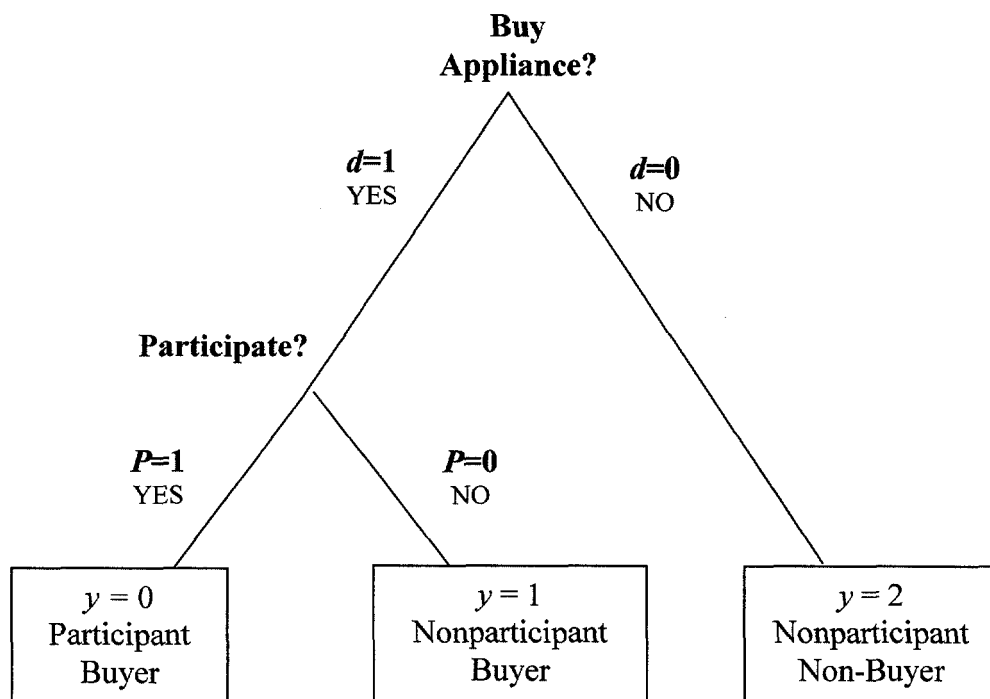 Buy
Appliance?
d=1
YES
d=0
NO
Participate?
P=1
YES
P=0
NO
y = 0
Participant
Buyer
y = 1
Nonparticipant
Buyer
y = 2
Nonparticipant
Non-Buyer